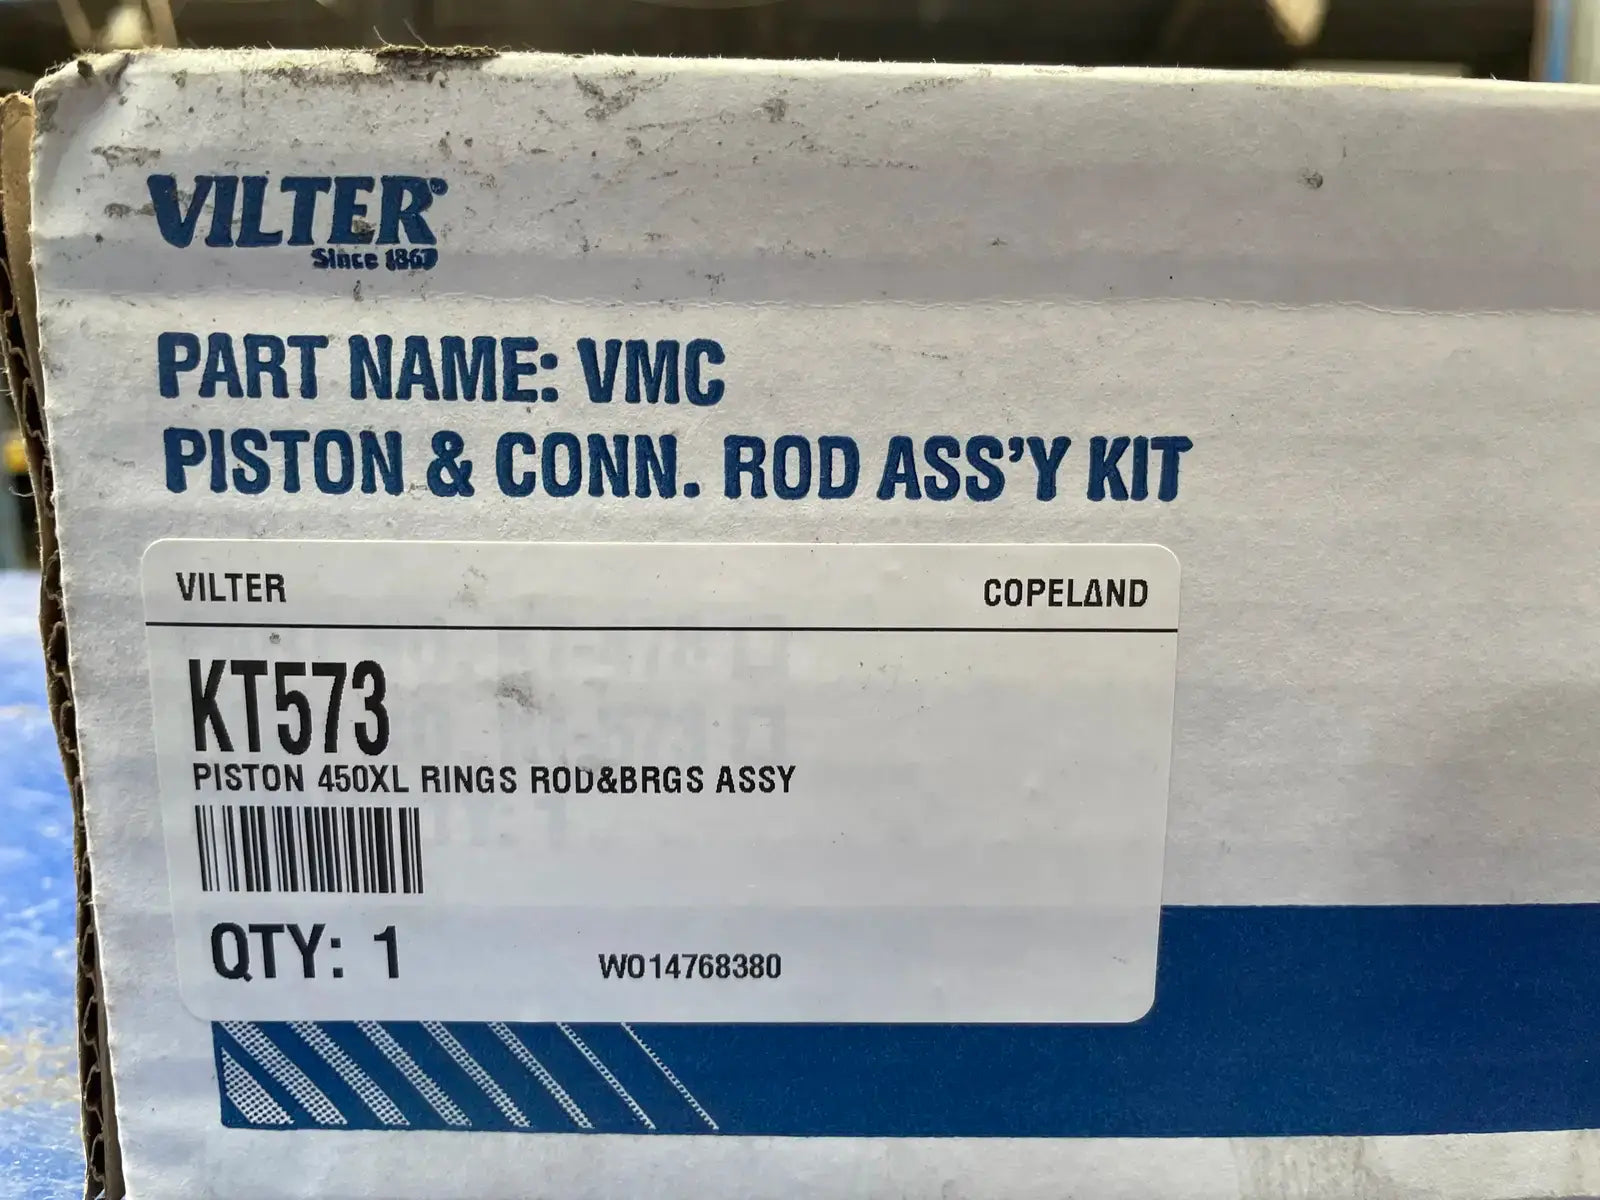 VILTER®
Since 1867
PART NAME: VMC
PISTON & CONN. ROD ASS'Y KIT
VILTER COPELAND
KT573
PISTON 450XL RINGS ROD&BRGS ASSY
QTY: 1 WO14768380